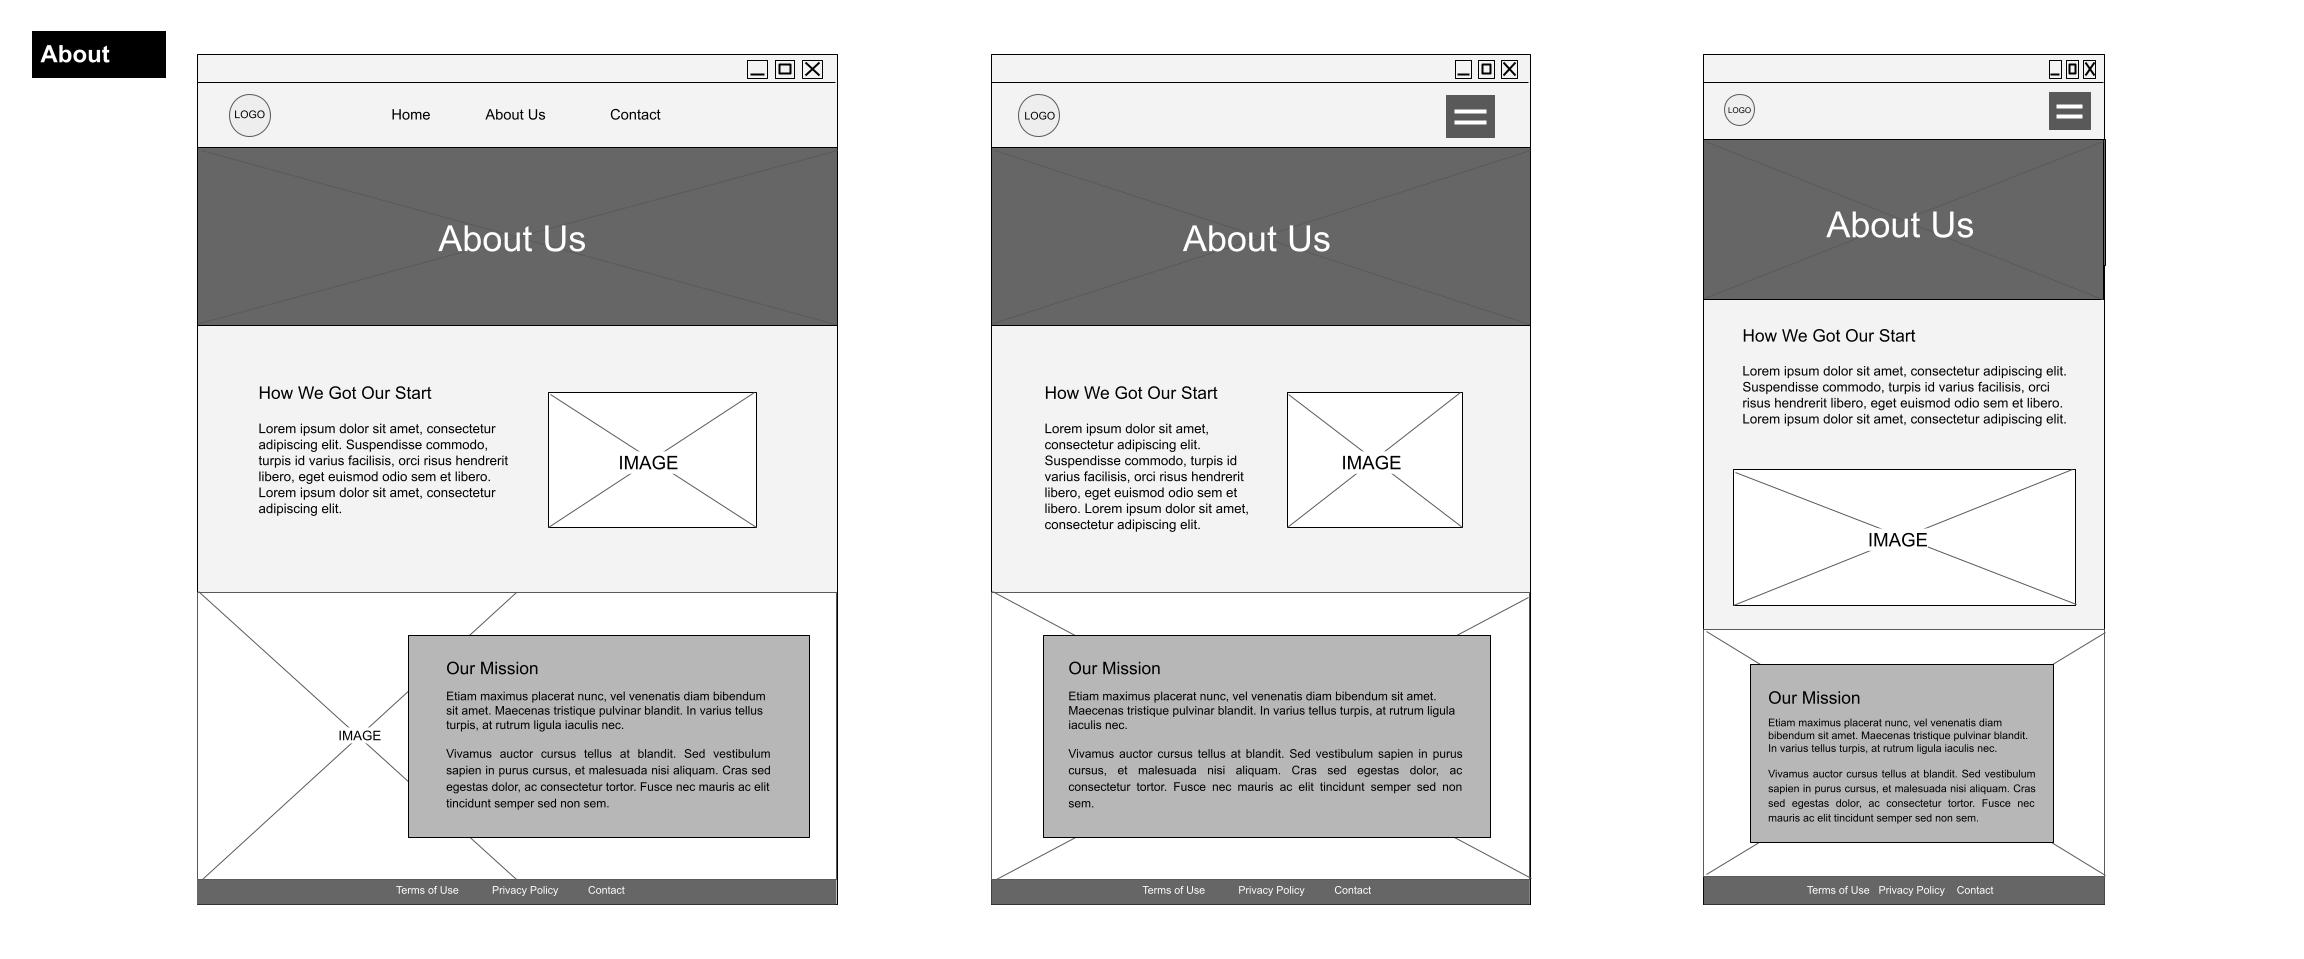 About
LOGO
Home
About Us
Contact
About Us
How We Got Our Start
Lorem ipsum dolor sit amet, consectetur
adipiscing elit. Suspendisse commodo,
turpis id varius facilisis, orci risus hendrerit
libero, eget euismod odio sem et libero.
Lorem ipsum dolor sit amet, consectetur
adipiscing elit.
IMAGE
IMAGE
Our Mission
Etiam maximus placerat nunc, vel venenatis diam bibendum
sit amet. Maecenas tristique pulvinar blandit. In varius tellus
turpis, at rutrum ligula iaculis nec.
Vivamus auctor cursus tellus at blandit. Sed vestibulum
sapien in purus cursus, et malesuada nisi aliquam. Cras sed
egestas dolor, ac consectetur tortor. Fusce nec mauris ac elit
tincidunt semper sed non sem.
Terms of Use
Privacy Policy
Contact
LOGO
About Us
How We Got Our Start
Lorem ipsum dolor sit amet,
consectetur adipiscing elit.
Suspendisse commodo, turpis id
varius facilisis, orci risus hendrerit
libero, eget euismod odio sem et
libero. Lorem ipsum dolor sit amet,
consectetur adipiscing elit.
IMAGE
Our Mission
Etiam maximus placerat nunc, vel venenatis diam bibendum sit amet.
Maecenas tristique pulvinar blandit. In varius tellus turpis, at rutrum ligula
iaculis nec.
Vivamus auctor cursus tellus at blandit. Sed vestibulum sapien in purus
cursus, et malesuada nisi aliquam. Cras sed egestas dolor, ac
consectetur tortor. Fusce nec mauris ac elit tincidunt semper sed non
sem.
Terms of Use
Privacy Policy
Contact
LOGO
About Us
How We Got Our Start
Lorem ipsum dolor sit amet, consectetur adipiscing elit.
Suspendisse commodo, turpis id varius facilisis, orci
risus hendrerit libero, eget euismod odio sem et libero.
Lorem ipsum dolor sit amet, consectetur adipiscing elit.
IMAGE
Our Mission
Etiam maximus placerat nunc, vel venenatis diam
bibendum sit amet. Maecenas tristique pulvinar blandit.
In varius tellus turpis, at rutrum ligula iaculis nec.
Vivamus auctor cursus tellus at blandit. Sed vestibulum
sapien in purus cursus, et malesuada nisi aliquam. Cras
sed egestas dolor, ac consectetur tortor. Fusce nec
mauris ac elit tincidunt semper sed non sem.
Terms of Use
Privacy Policy
Contact